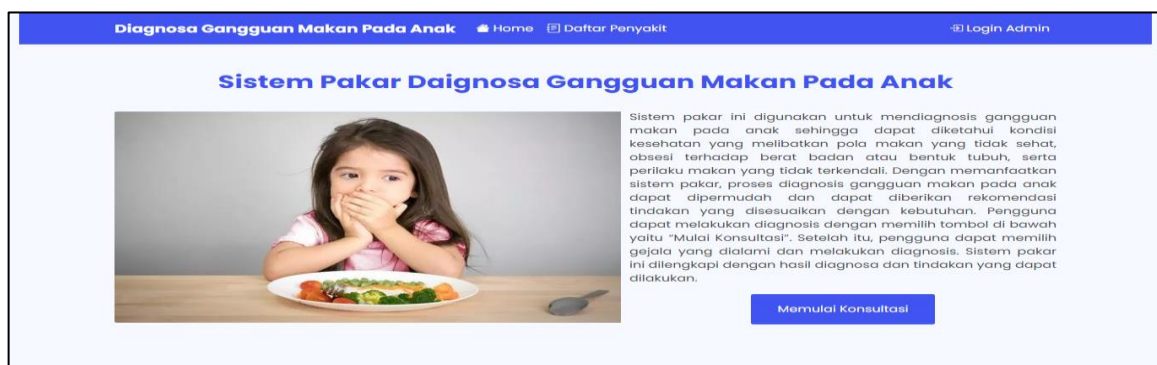 Diagnosa Gangguan Makan Pada Anak Home Daftar Penyakit Login Admin
Sistem Pakar Daignosa Gangguan Makan Pada Anak
Sistem pakar ini digunakan untuk mendiagnosis gangguan
makan pada anak sehingga dapat diketahui kondisi
kesehatan yang melibatkan pola makan yang tidak sehat,
obsesi terhadap berat badan atau bentuk tubuh, serta
perilaku makan yang tidak terkendali. Dengan memanfaatkan
sistem pakar, proses diagnosis gangguan makan pada anak
dapat dipermudah dan dapat diberikan rekomendasi
tindakan yang disesuaikan dengan kebutuhan. Pengguna
dapat melakukan diagnosis dengan memilih tombol di bawah
yaitu "Mulai Konsultasi". Setelah itu, pengguna dapat memilih
gejala yang dialami dan melakukan diagnosis. Sistem pakar
ini dilengkapi dengan hasil diagnosa dan tindakan yang dapat
dilakukan.
Memulai Konsultasi